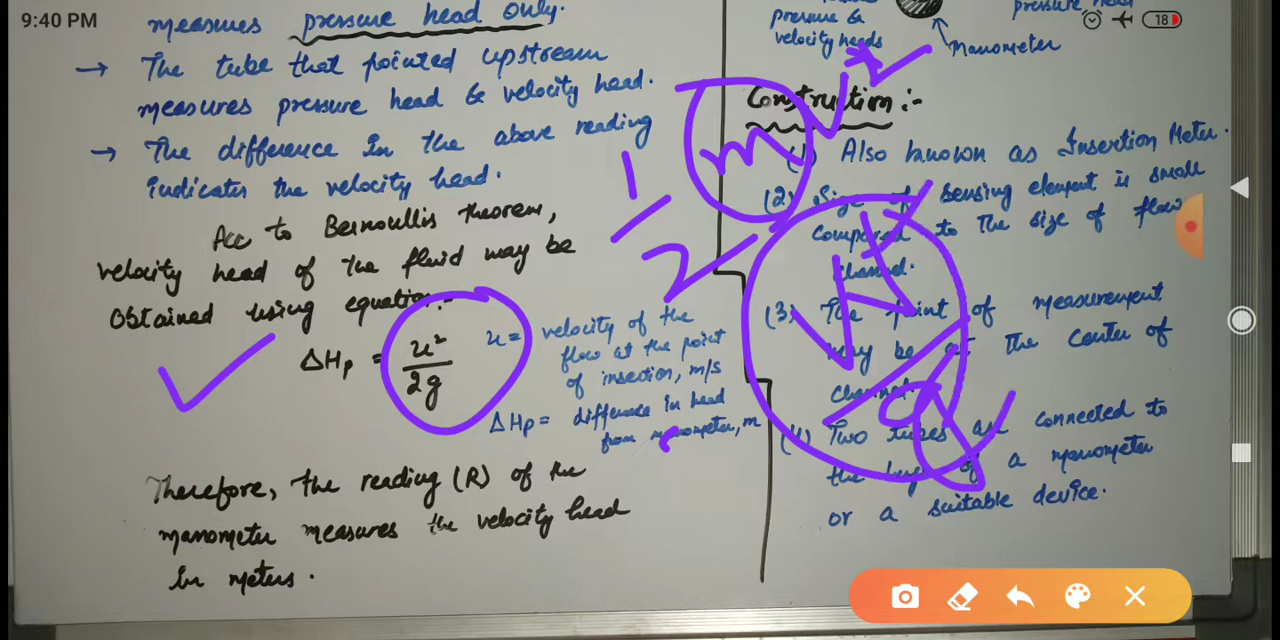 9:40 PM
18
measures pressure head only.
→ The tube that pointed upstream
measures pressure head & velocity head.
→ The difference in the above reading
indicates the velocity head.
Acc to Bernoullis theorem,
velocity head of the fluid may be
obtained using equation:-
ΔHp = u²/2g
u = velocity of the
flow at the point
of insection, m/s
ΔHp = difference in head
from manometer, m
Therefore, the reading (R) of the
manometer measures the velocity head
in meters.
pressure &
velocity heads
Manometer
Construction:-
(1) Also known as Insertion Meter.
(2) Size of sensing element is small
compared to the size of flow
channel.
(3) The point of measurement
may be at the center of
channel.
(4) Two tubes are connected to
the legs of a manometer
or a suitable device.
1/2 m v²